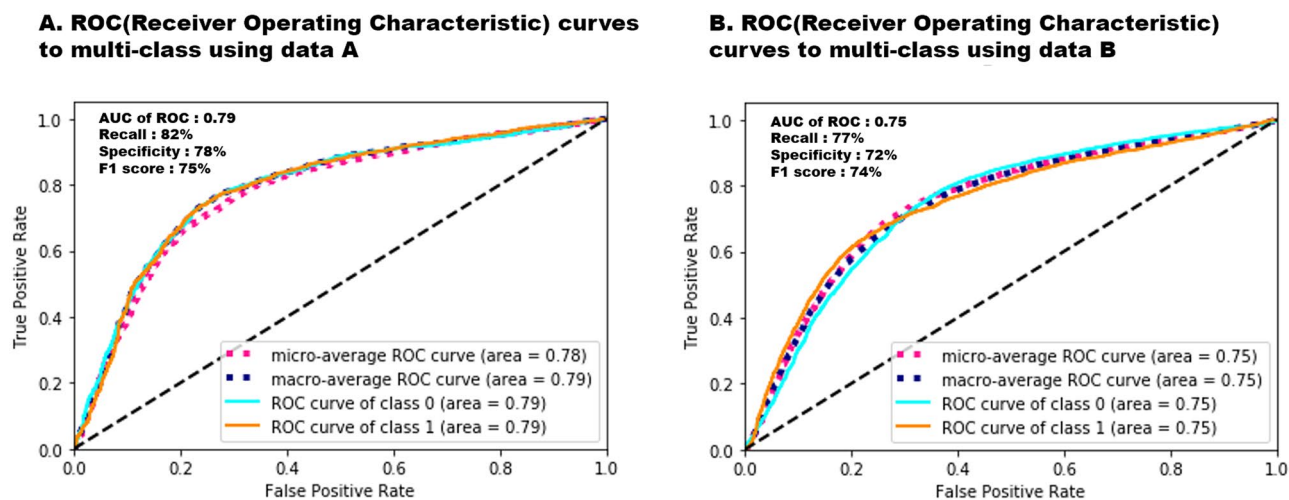 A. ROC(Receiver Operating Characteristic) curves
to multi-class using data A
AUC of ROC : 0.79
Recall : 82%
Specificity : 78%
F1 score : 75%
True Positive Rate
1.0
0.8
0.6
0.4
0.2
0.0
micro-average ROC curve (area = 0.78)
macro-average ROC curve (area = 0.79)
ROC curve of class 0 (area = 0.79)
ROC curve of class 1 (area = 0.79)
0.0 0.2 0.4 0.6 0.8 1.0
False Positive Rate
B. ROC(Receiver Operating Characteristic)
curves to multi-class using data B
AUC of ROC : 0.75
Recall : 77%
Specificity : 72%
F1 score : 74%
True Positive Rate
1.0
0.8
0.6
0.4
0.2
0.0
micro-average ROC curve (area = 0.75)
macro-average ROC curve (area = 0.75)
ROC curve of class 0 (area = 0.75)
ROC curve of class 1 (area = 0.75)
0.0 0.2 0.4 0.6 0.8 1.0
False Positive Rate